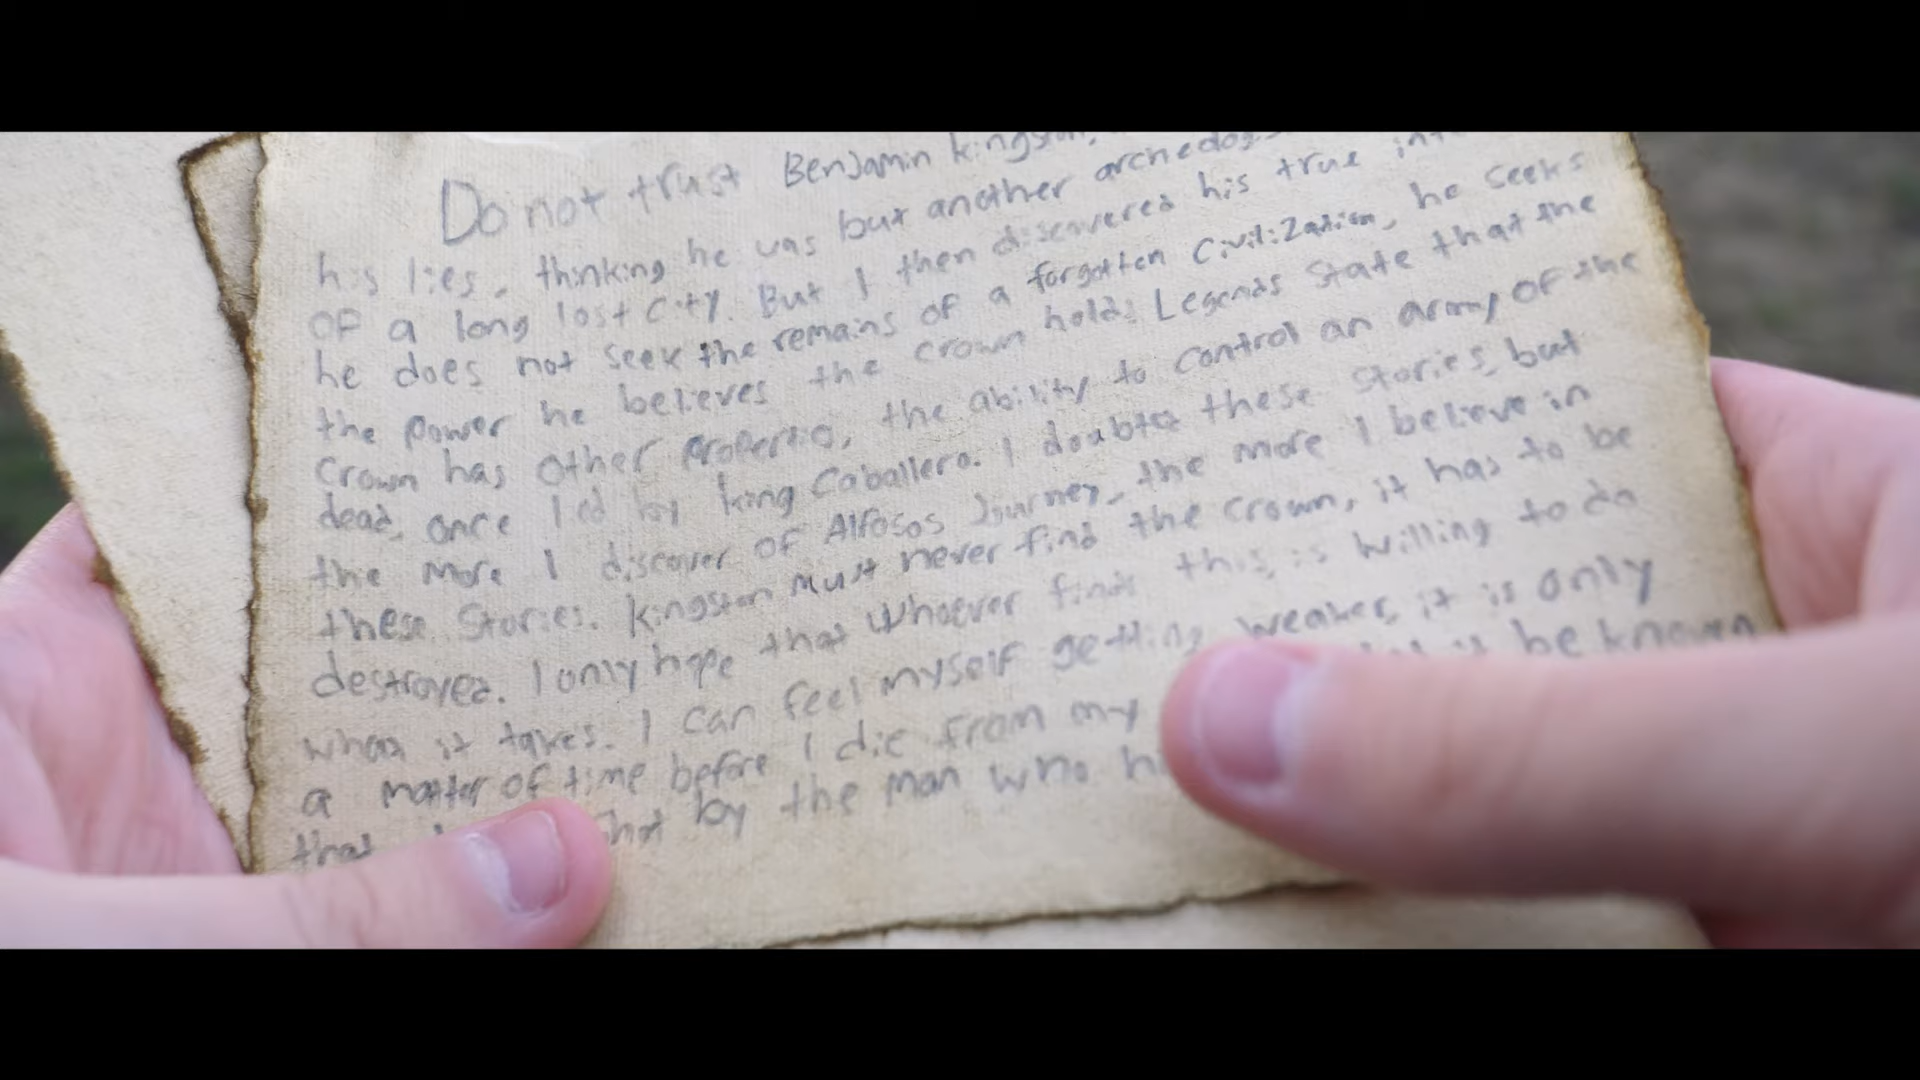 Do not trust Benjamin kingston,
his lies, thinking he was but another
of a long lost city. But I then discovered his true
he does not seek the remains of a forgotten civilization, he seeks
the power he believes the crown holds. Legends State that the
crown has other the ability to control an army of the
dead, once led by king Caballero. I doubted these stories, but
the more I discover of Alfosos Journey, the more I believe in
these Stories. Kingston must never find the crown, it has to be
destroyed. I only hope that whoever finds this, is willing to do
what it takes. I can feel myself getting weaker, it is only
a matter of time before I die from my be known
that by the man who